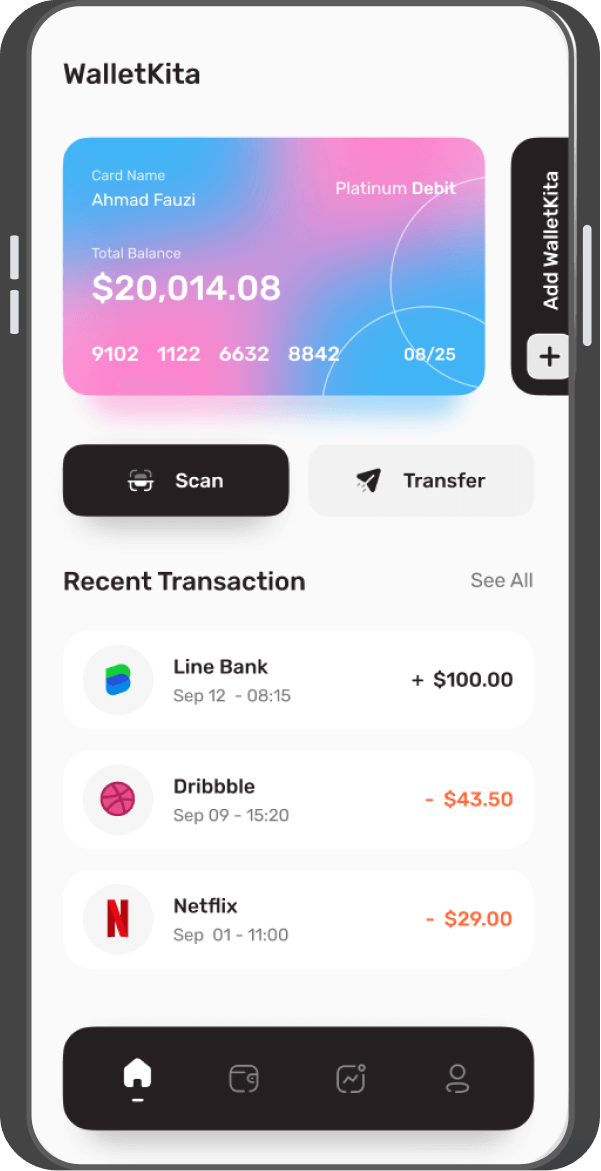 WalletKita
Card Name
Ahmad Fauzi
Platinum Debit
Total Balance
$20,014.08
9102 1122 6632 8842
08/25
Add WalletKita
Scan
Transfer
Recent Transaction
See All
Line Bank
Sep 12 - 08:15
+ $100.00
Dribbble
Sep 09 - 15:20
- $43.50
Netflix
Sep 01 - 11:00
- $29.00